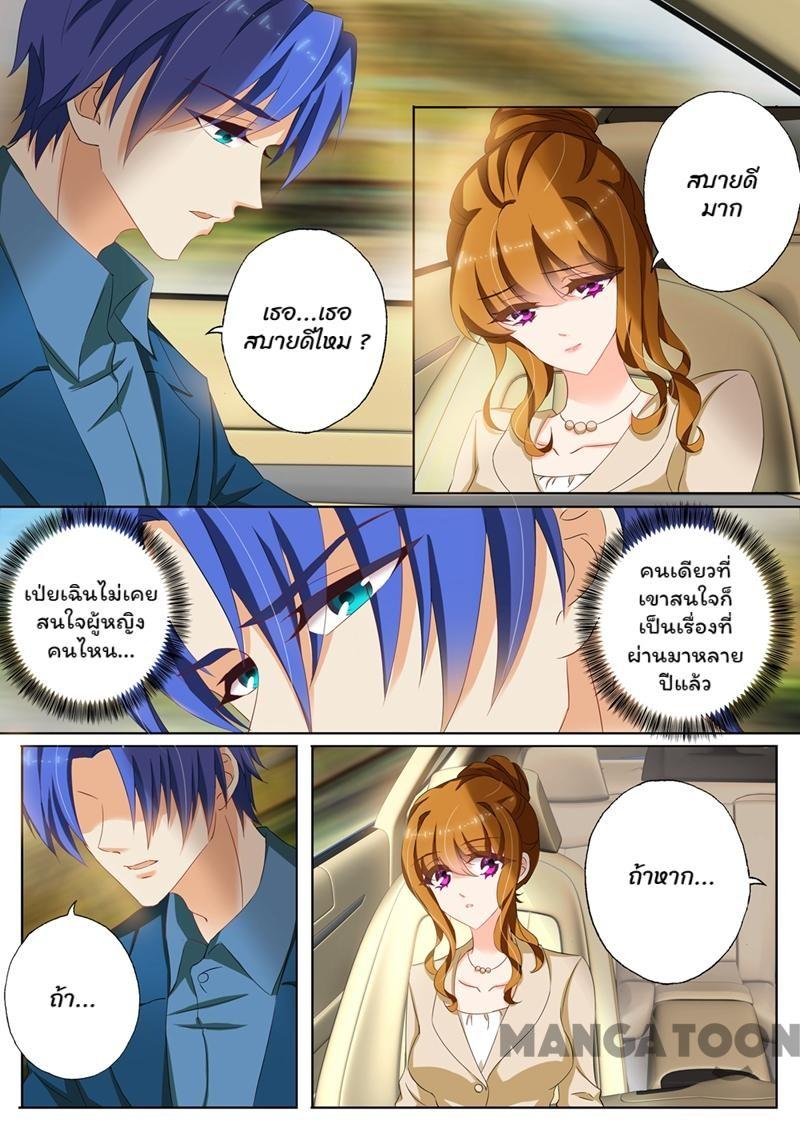 เธอ...เธอ
สบายดีไหม ?
สบายดี
มาก
เป่ยเฉินไม่เคย
สนใจผู้หญิง
คนไหน...
คนเดียวที่
เขาสนใจก็
เป็นเรื่องที่
ผ่านมาหลาย
ปีแล้ว
ถ้า...
ถ้าหาก...
MANGATOON